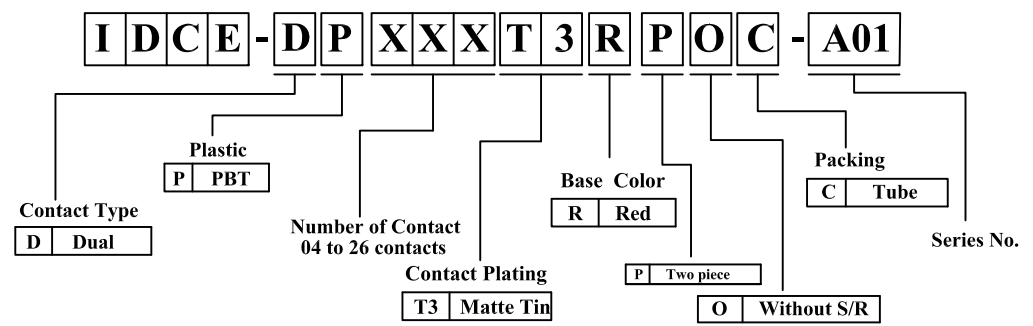 IDCE-DPXXXT3RPOC-A01
Plastic
P PBT
Contact Type
D Dual
Number of Contact
04 to 26 contacts
Contact Plating
T3 Matte Tin
Base Color
R Red
P Two piece
O Without S/R
Packing
C Tube
Series No.